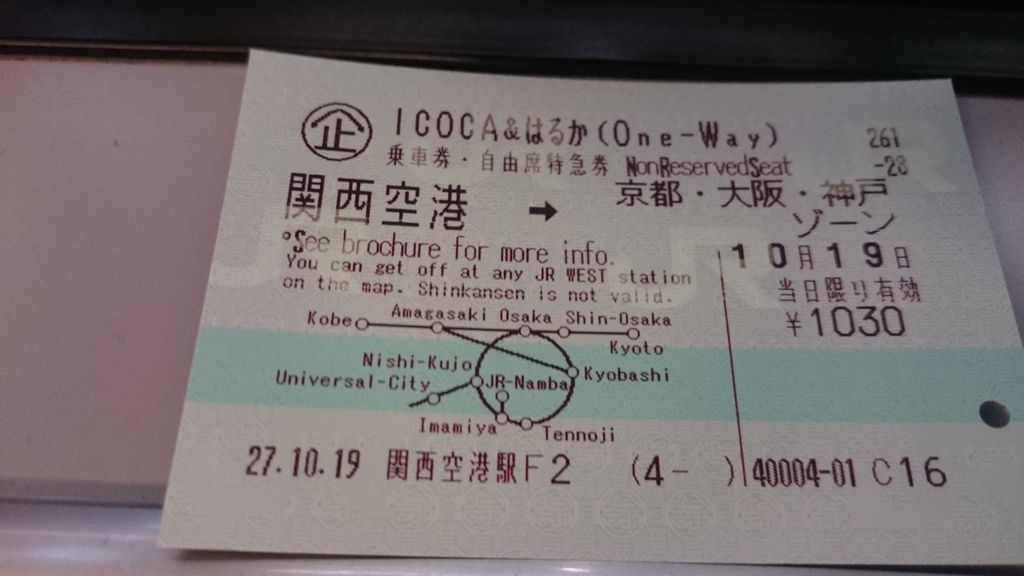 企 ICOCA&はるか(One-Way) 261
乗車券・自由席特急券 NonReservedSeat -28
関西空港 → 京都・大阪・神戸
ゾーン
°See brochure for more info.
10月19日
You can get off at any JR WEST station
on the map. Shinkansen is not valid.
当日限り有効
¥1030
Kobe Amagasaki Osaka Shin-Osaka
Kyoto
Nishi-Kujo
Universal-City JR-Namba Kyobashi
Imamiya Tennoji
27.10.19 関西空港駅F2 (4- ) 40004-01 C16